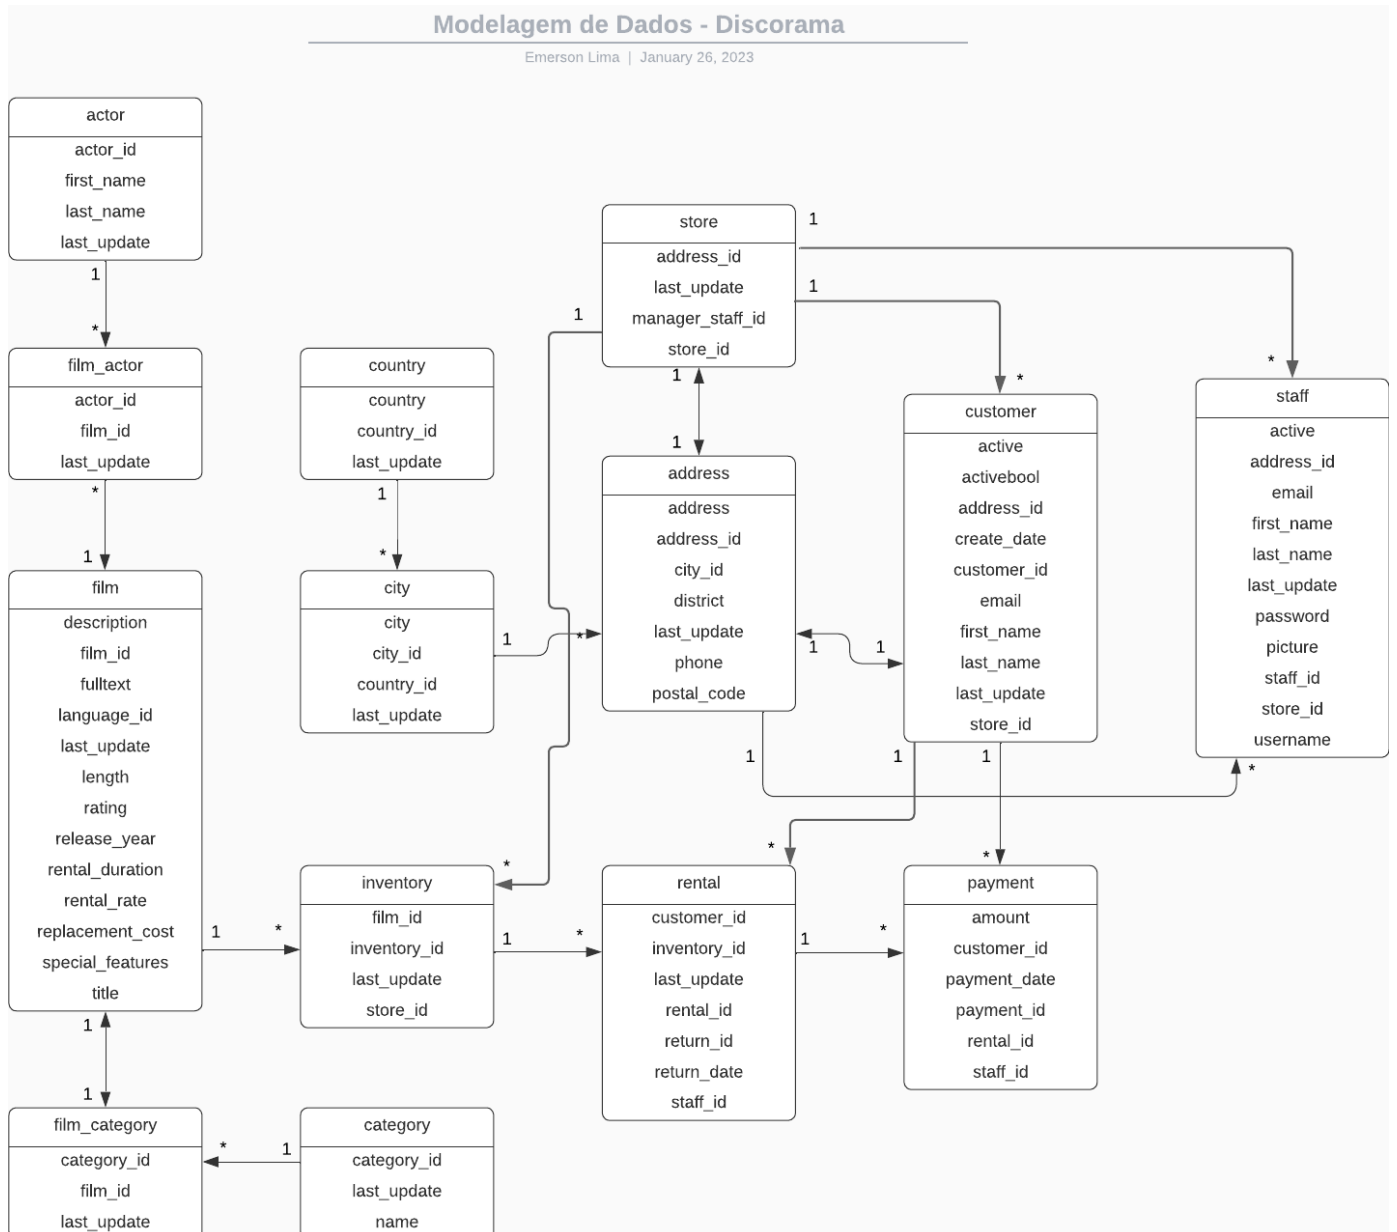 Modelagem de Dados - Discorama
Emerson Lima | January 26, 2023
actor
actor_id
first_name
last_name
last_update
1
*
film_actor
actor_id
film_id
last_update
*
1
film
description
film_id
fulltext
language_id
last_update
length
rating
release_year
rental_duration
rental_rate
replacement_cost
special_features
title
1
*
1
1
film_category
category_id
film_id
last_update
*
1
category
category_id
last_update
name
country
country
country_id
last_update
1
*
city
city
city_id
country_id
last_update
1
*
store
address_id
last_update
manager_staff_id
store_id
1
1
1
1
1
address
address
address_id
city_id
district
last_update
phone
postal_code
1
1
1
*
customer
active
activebool
address_id
create_date
customer_id
email
first_name
last_name
last_update
store_id
1
1
*
staff
active
address_id
email
first_name
last_name
last_update
password
picture
staff_id
store_id
username
*
*
inventory
film_id
inventory_id
last_update
store_id
1
*
*
rental
customer_id
inventory_id
last_update
rental_id
return_id
return_date
staff_id
1
*
*
payment
amount
customer_id
payment_date
payment_id
rental_id
staff_id